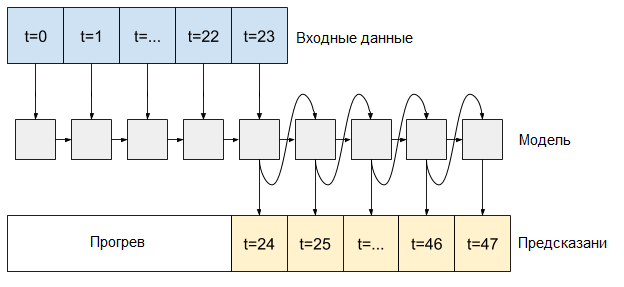 t=0 t=1 t=... t=22 t=23 Входные данные
Модель
Прогрев t=24 t=25 t=... t=46 t=47 Предсказани